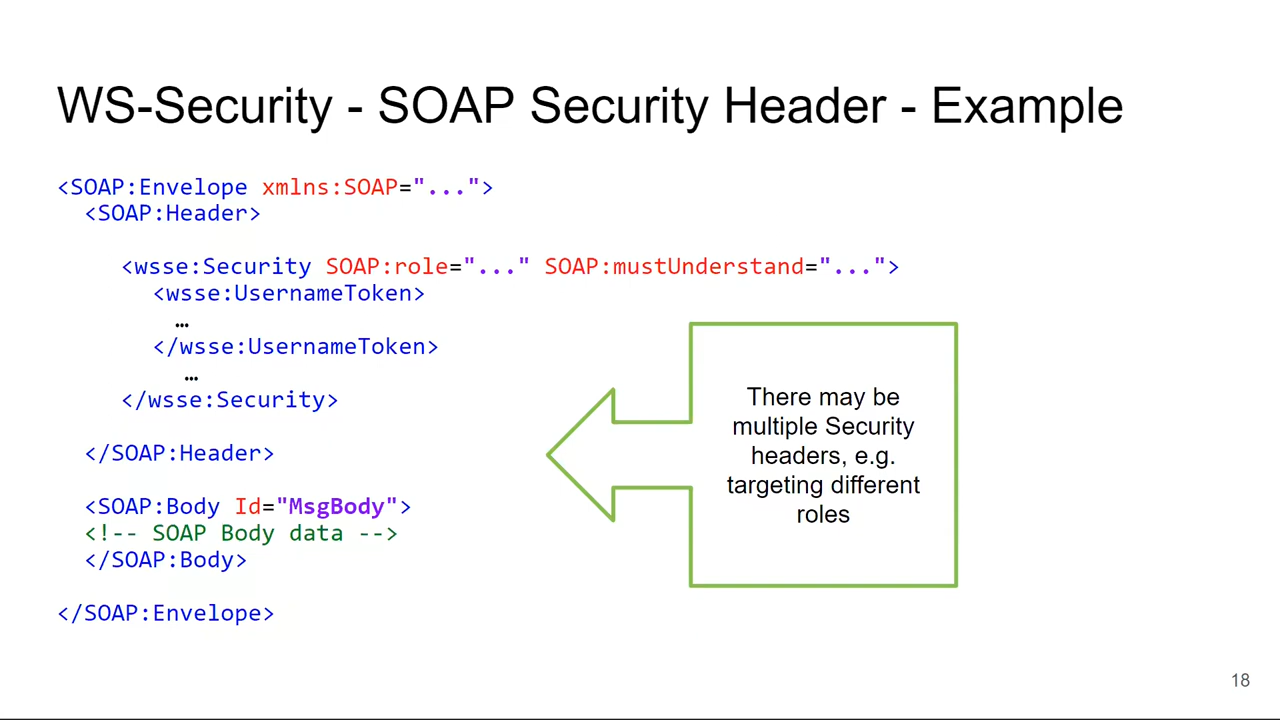 WS-Security - SOAP Security Header - Example
<SOAP:Envelope xmlns:SOAP="...">
<SOAP:Header>
<wsse:Security SOAP:role="..." SOAP:mustUnderstand="...">
<wsse:UsernameToken>
…
</wsse:UsernameToken>
…
</wsse:Security>
</SOAP:Header>
<SOAP:Body Id="MsgBody">
<!-- SOAP Body data -->
</SOAP:Body>
</SOAP:Envelope>
There may be
multiple Security
headers, e.g.
targeting different
roles
18